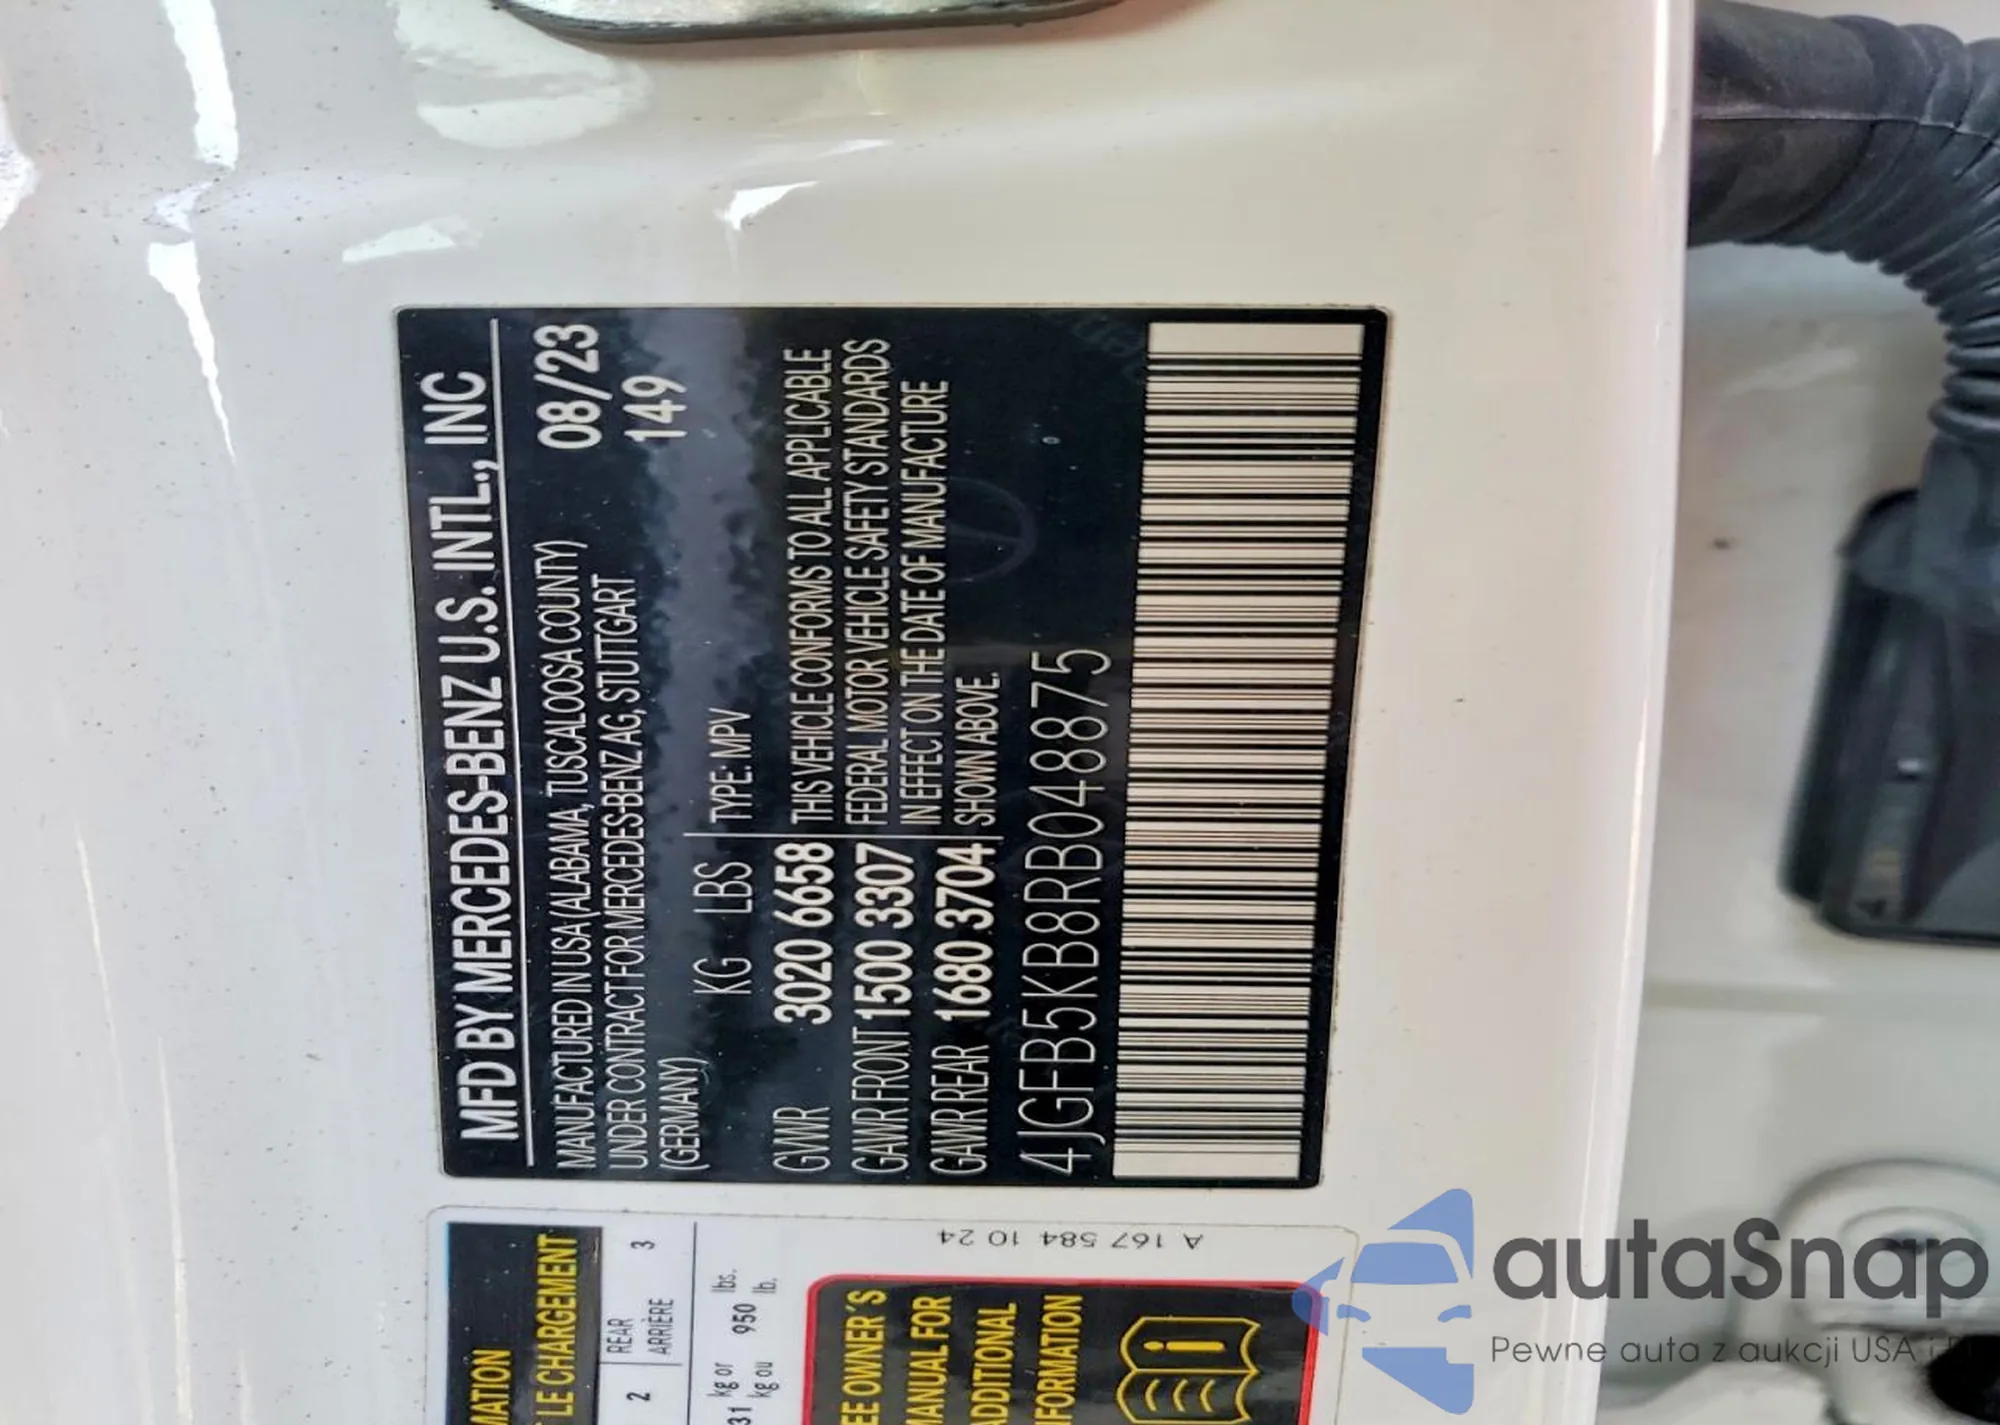 MFD BY MERCEDES-BENZ U.S. INTL., INC
MANUFACTURED IN USA (ALABAMA, TUSCALOOSA COUNTY) 08/23
UNDER CONTRACT FOR MERCEDES-BENZ AG, STUTTGART 149
(GERMANY)
KG LBS TYPE: MPV
GVWR 3020 6658 THIS VEHICLE CONFORMS TO ALL APPLICABLE
FEDERAL MOTOR VEHICLE SAFETY STANDARDS
GAWR FRONT 1500 3307 IN EFFECT ON THE DATE OF MANUFACTURE
GAWR REAR 1680 3704 SHOWN ABOVE.
4JGFB5KB8RB048875
LE CHARGEMENT
2 REAR 3
ARRIÈRE
kg or lbs.
kg ou 950 lb.
A 167 584 10 24
OWNER'S
MANUAL FOR
ADDITIONAL
autaSnap
Pewne auta z aukcji USA i